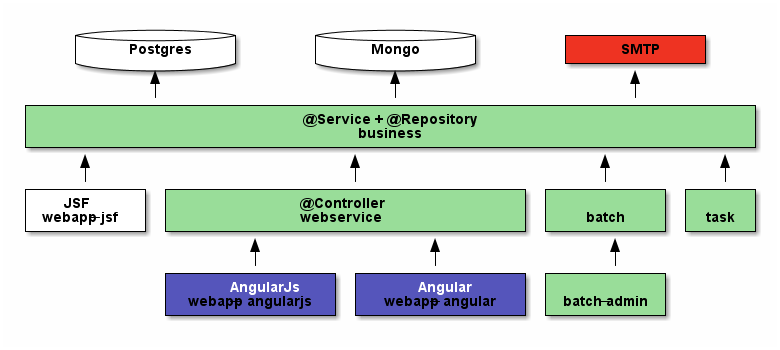 Postgres
Mongo
SMTP
@Service + @Repository
business
JSF
webapp-jsf
@Controller
webservice
batch
task
AngularJs
webapp-angularjs
Angular
webapp-angular
batch-admin